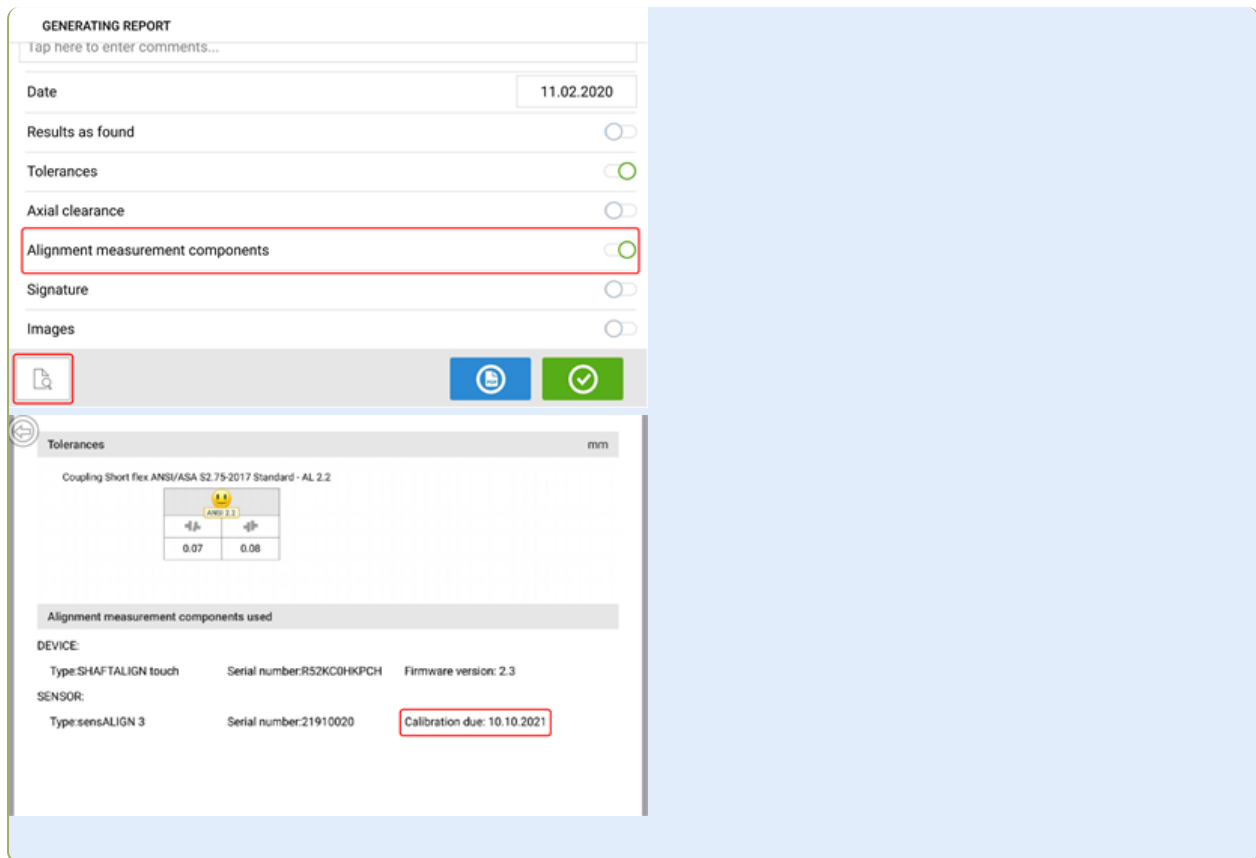 GENERATING REPORT
Tap here to enter comments...
Date 11.02.2020
Results as found
Tolerances
Axial clearance
Alignment measurement components
Signature
Images
Tolerances mm
Coupling Short flex ANSI/ASA S2.75-2017 Standard - AL 2.2
ANSI 2.2
0.07 0.08
Alignment measurement components used
DEVICE:
Type:SHAFTALIGN touch Serial number:R52KC0HKPCH Firmware version: 2.3
SENSOR:
Type:sensALIGN 3 Serial number:21910020 Calibration due: 10.10.2021